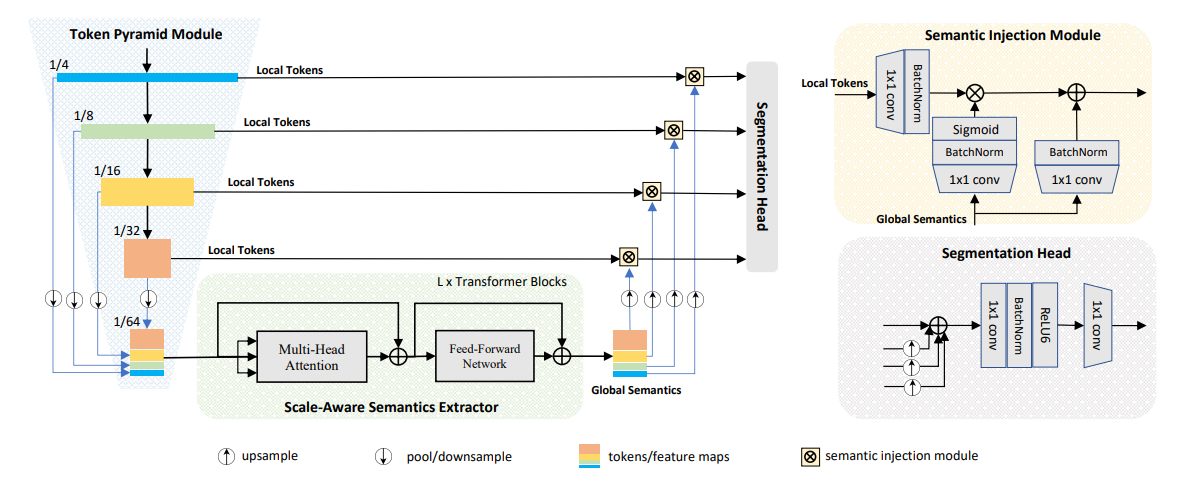 Token Pyramid Module
1/4
Local Tokens
1/8
Local Tokens
1/16
Local Tokens
1/32
Local Tokens
1/64
L x Transformer Blocks
Multi-Head
Attention
Feed-Forward
Network
Scale-Aware Semantics Extractor
Global Semantics
Segmentation Head
Semantic Injection Module
Local Tokens
1x1 conv
BatchNorm
Sigmoid
BatchNorm
1x1 conv
BatchNorm
1x1 conv
Global Semantics
Segmentation Head
1x1 conv
BatchNorm
ReLU6
1x1 conv
upsample
pool/downsample
tokens/feature maps
semantic injection module